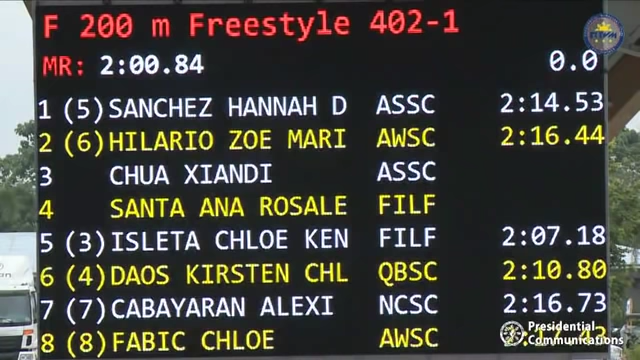 F 200 m Freestyle 402-1
MR: 2:00.84 0.0
1 (5) SANCHEZ HANNAH D ASSC 2:14.53
2 (6) HILARIO ZOE MARI AWSC 2:16.44
3 CHUA XIANDI ASSC
4 SANTA ANA ROSALE FILF
5 (3) ISLETA CHLOE KEN FILF 2:07.18
6 (4) DAOS KIRSTEN CHL QBSC 2:10.80
7 (7) CABAYARAN ALEXI NCSC 2:16.73
8 (8) FABIC CHLOE AWSC
Presidential
Communications